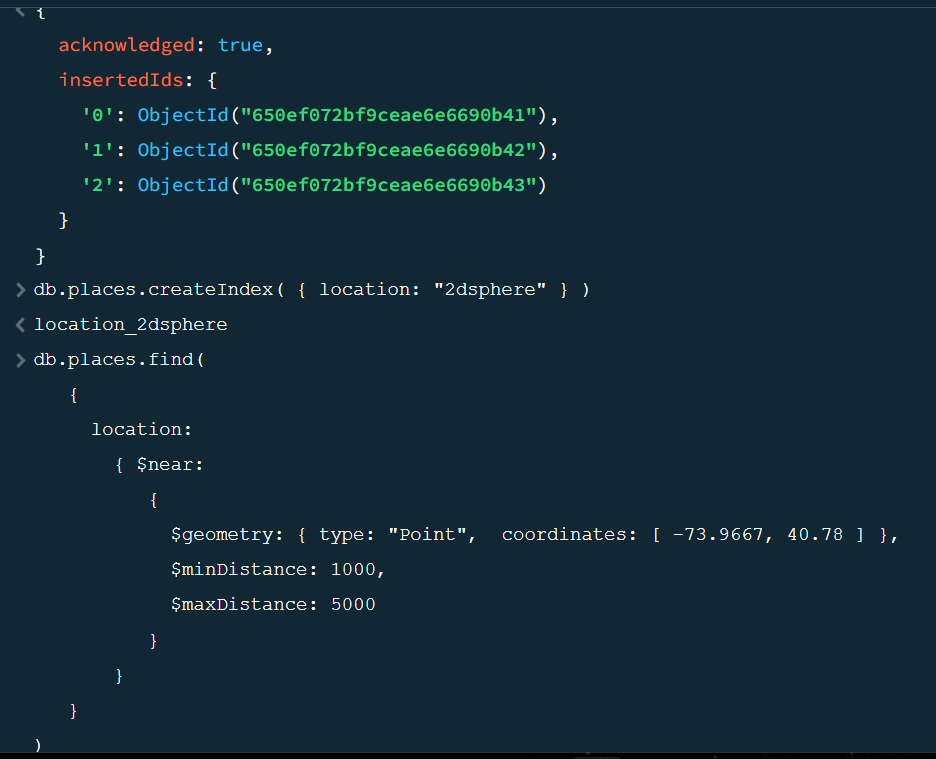 {
acknowledged: true,
insertedIds: {
'0': ObjectId("650ef072bf9ceae6e6690b41"),
'1': ObjectId("650ef072bf9ceae6e6690b42"),
'2': ObjectId("650ef072bf9ceae6e6690b43")
}
}
> db.places.createIndex( { location: "2dsphere" } )
< location_2dsphere
> db.places.find(
{
location:
{ $near:
{
$geometry: { type: "Point",  coordinates: [ -73.9667, 40.78 ] },
$minDistance: 1000,
$maxDistance: 5000
}
}
}
)